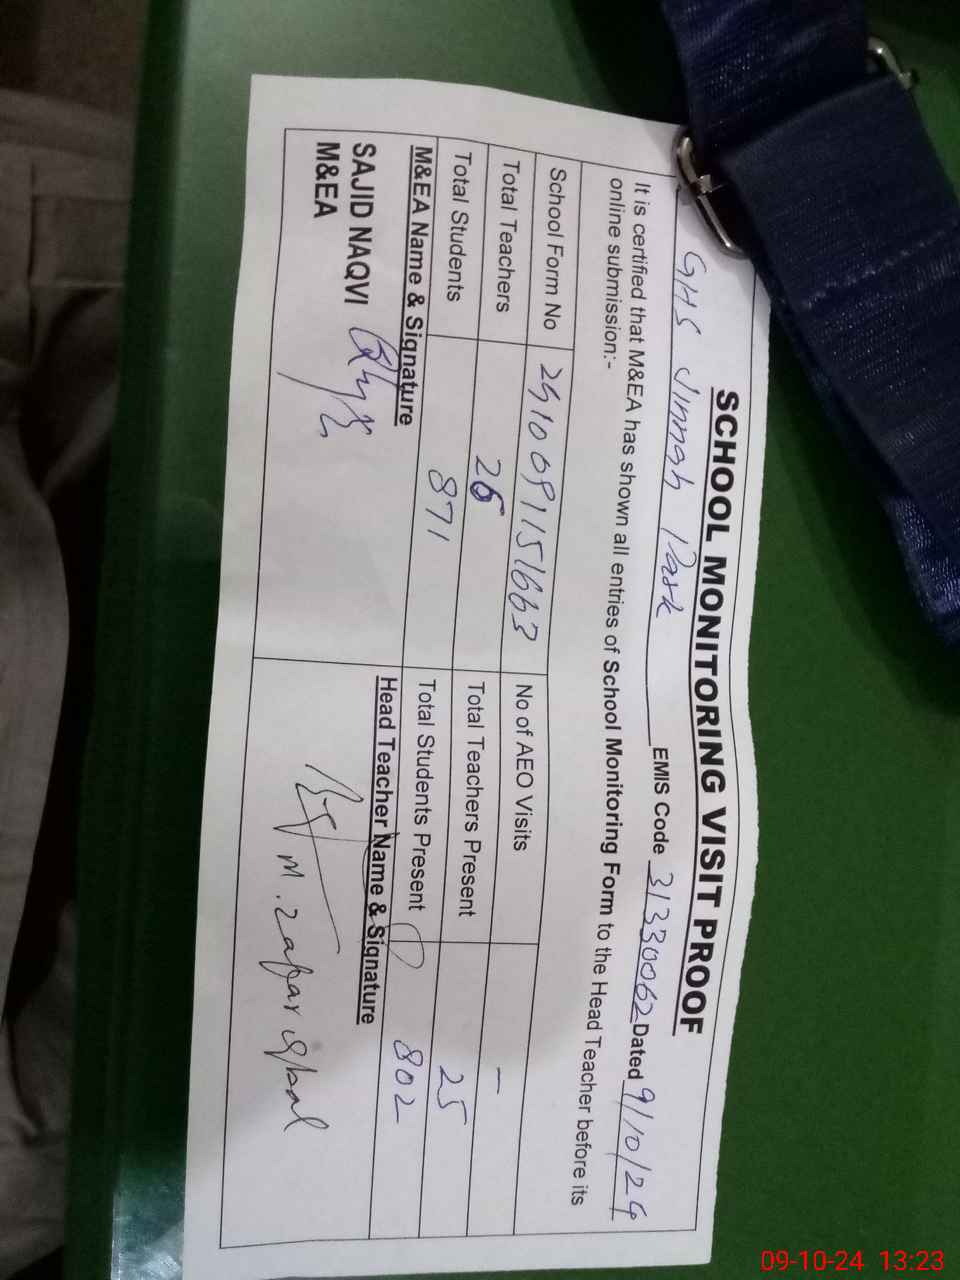 SCHOOL MONITORING VISIT PROOF
GHS Jinnah Park EMIS Code 31330062 Dated 9/10/24
It is certified that M&EA has shown all entries of School Monitoring Form to the Head Teacher before its
online submission:-
School Form No 2410091151663 No of AEO Visits -
Total Teachers 26 Total Teachers Present 25
Total Students 871 Total Students Present 802
M&EA Name & Signature Head Teacher Name & Signature
SAJID NAQVI
M&EA M. Zafar Iqbal
09-10-24 13:23